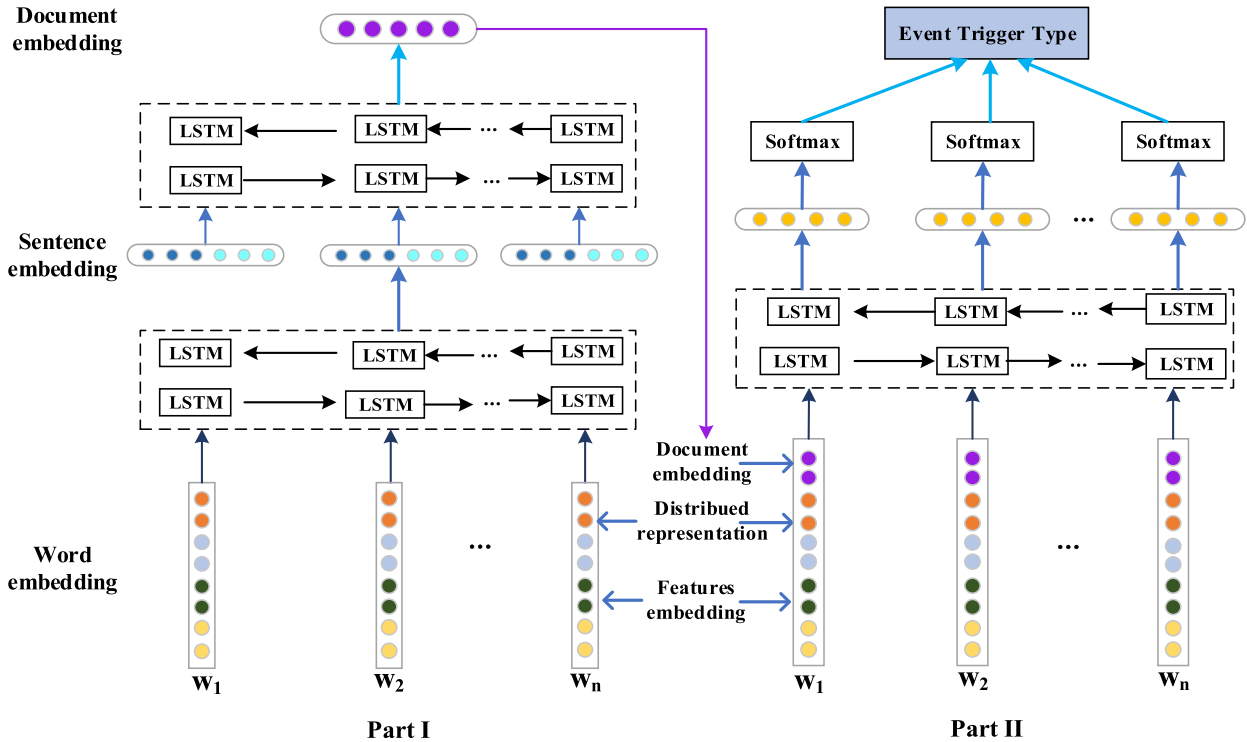 Document
embedding
Event Trigger Type
LSTM
LSTM
...
LSTM
LSTM
LSTM
...
LSTM
Softmax
Softmax
Softmax
Sentence
embedding
...
LSTM
LSTM
...
LSTM
LSTM
LSTM
...
LSTM
LSTM
LSTM
...
LSTM
LSTM
LSTM
...
LSTM
Document
embedding
Distribued
representation
Features
embedding
Word
embedding
...
...
w1
w2
wn
w1
w2
wn
Part I
Part II